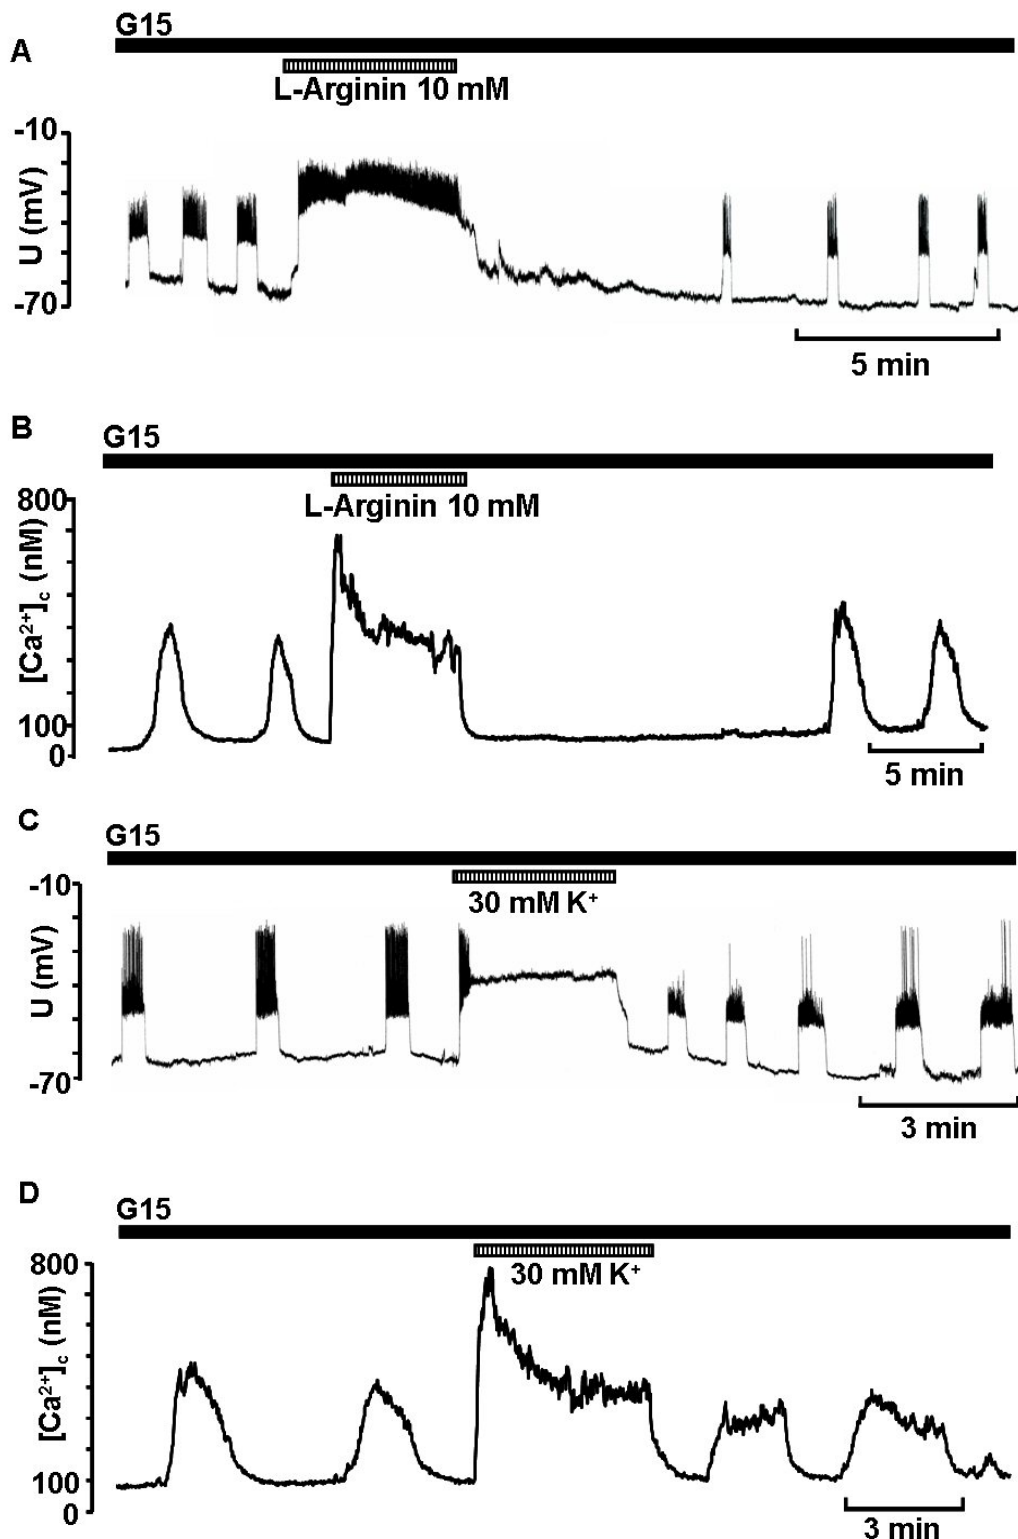 G15
A
L-Arginin 10 mM
-10
U (mV)
-70
5 min
B
G15
800
L-Arginin 10 mM
[Ca²⁺]c (nM)
100
0
5 min
C
G15
-10
30 mM K⁺
U (mV)
-70
3 min
D
G15
800
30 mM K⁺
[Ca²⁺]c (nM)
100
0
3 min